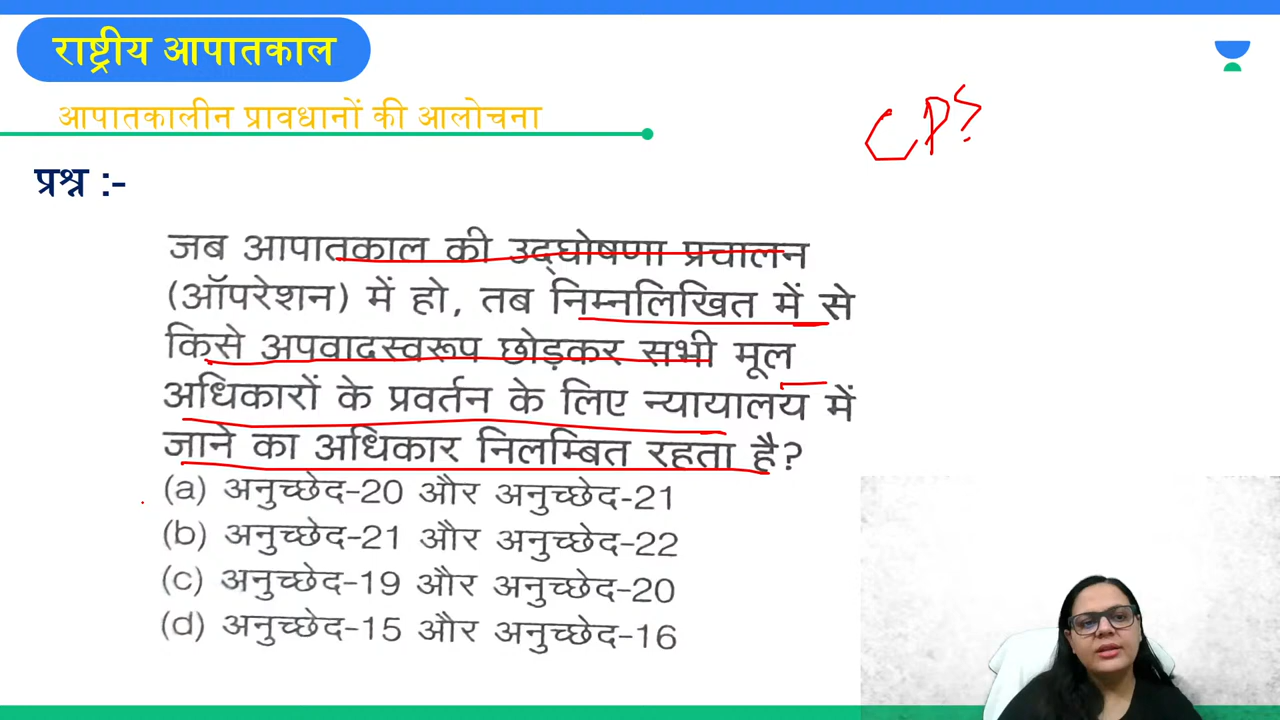 राष्ट्रीय आपातकाल
आपातकालीन प्रावधानों की आलोचना
CPS
प्रश्न :-
जब आपातकाल की उद्घोषणा प्रचालन
(ऑपरेशन) में हो, तब निम्नलिखित में से
किसे अपवादस्वरूप छोड़कर सभी मूल
अधिकारों के प्रवर्तन के लिए न्यायालय में
जाने का अधिकार निलम्बित रहता है?
(a) अनुच्छेद-20 और अनुच्छेद-21
(b) अनुच्छेद-21 और अनुच्छेद-22
(c) अनुच्छेद-19 और अनुच्छेद-20
(d) अनुच्छेद-15 और अनुच्छेद-16